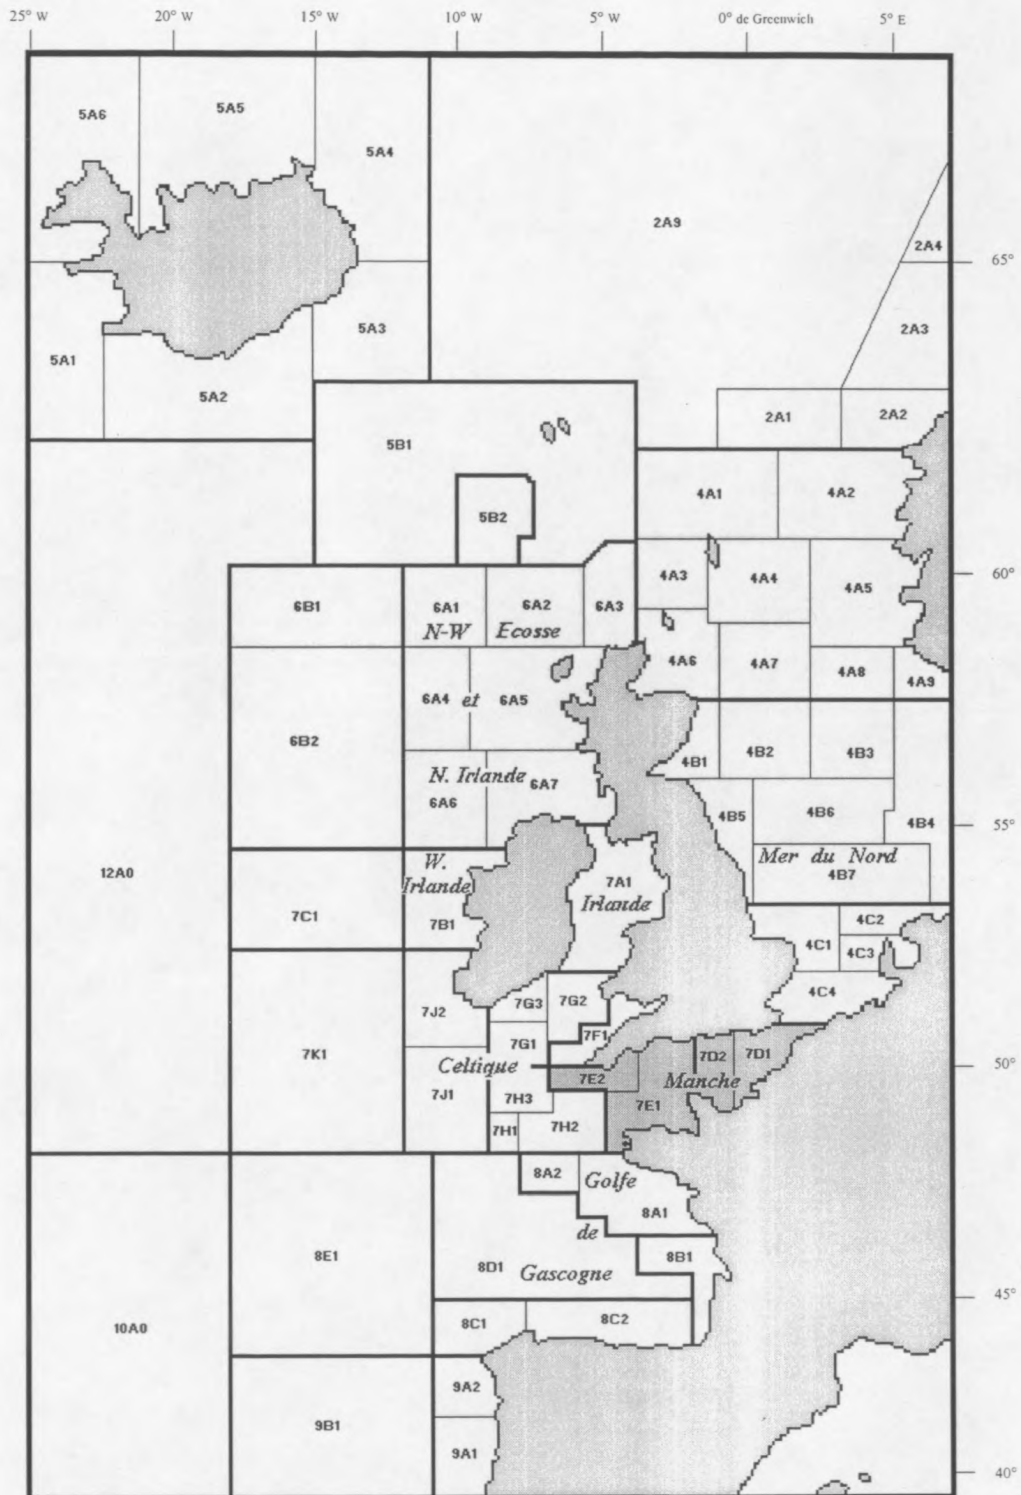 25° W 20° W 15° W 10° W 5° W 0° de Greenwich 5° E
5A6 5A5
5A4
2A9
2A4
65°
5A1 5A3 2A3
5A2
2A1 2A2
5B1
4A1 4A2
5B2
4A3 4A4 4A5
60°
6B1 6A1 6A2 6A3
N-W Ecosse
4A6 4A7 4A8 4A9
6A4 et 6A5
6B2
4B1 4B2 4B3
N. Irlande
6A6 6A7
4B5 4B6 4B4
55°
Mer du Nord
4B7
12A0
W.
Irlande
7A1
Irlande
7C1 7B1
4C2
4C1 4C3
4C4
7J2 7G3 7G2
7F1
7K1 7G1
7D2 7D1
Celtique
50°
7E2 Manche
7J1 7H3 7E1
7H1 7H2
8A2 Golfe
8A1
de
8E1 8D1 8B1
Gascogne
45°
10A0
8C1 8C2
9A2
9B1
9A1
40°